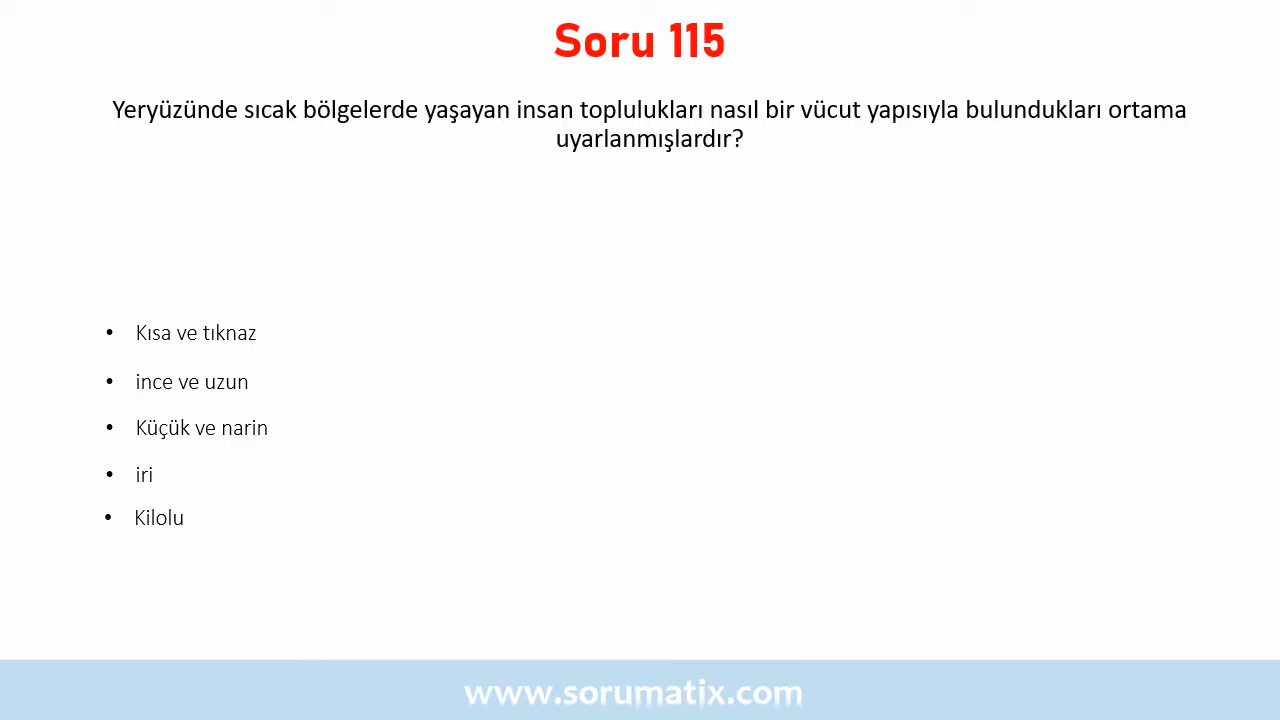 Soru 115
Yeryüzünde sıcak bölgelerde yaşayan insan toplulukları nasıl bir vücut yapısıyla bulundukları ortama
uyarlanmışlardır?
• Kısa ve tıknaz
• ince ve uzun
• Küçük ve narin
• iri
• Kilolu
www.sorumatix.com